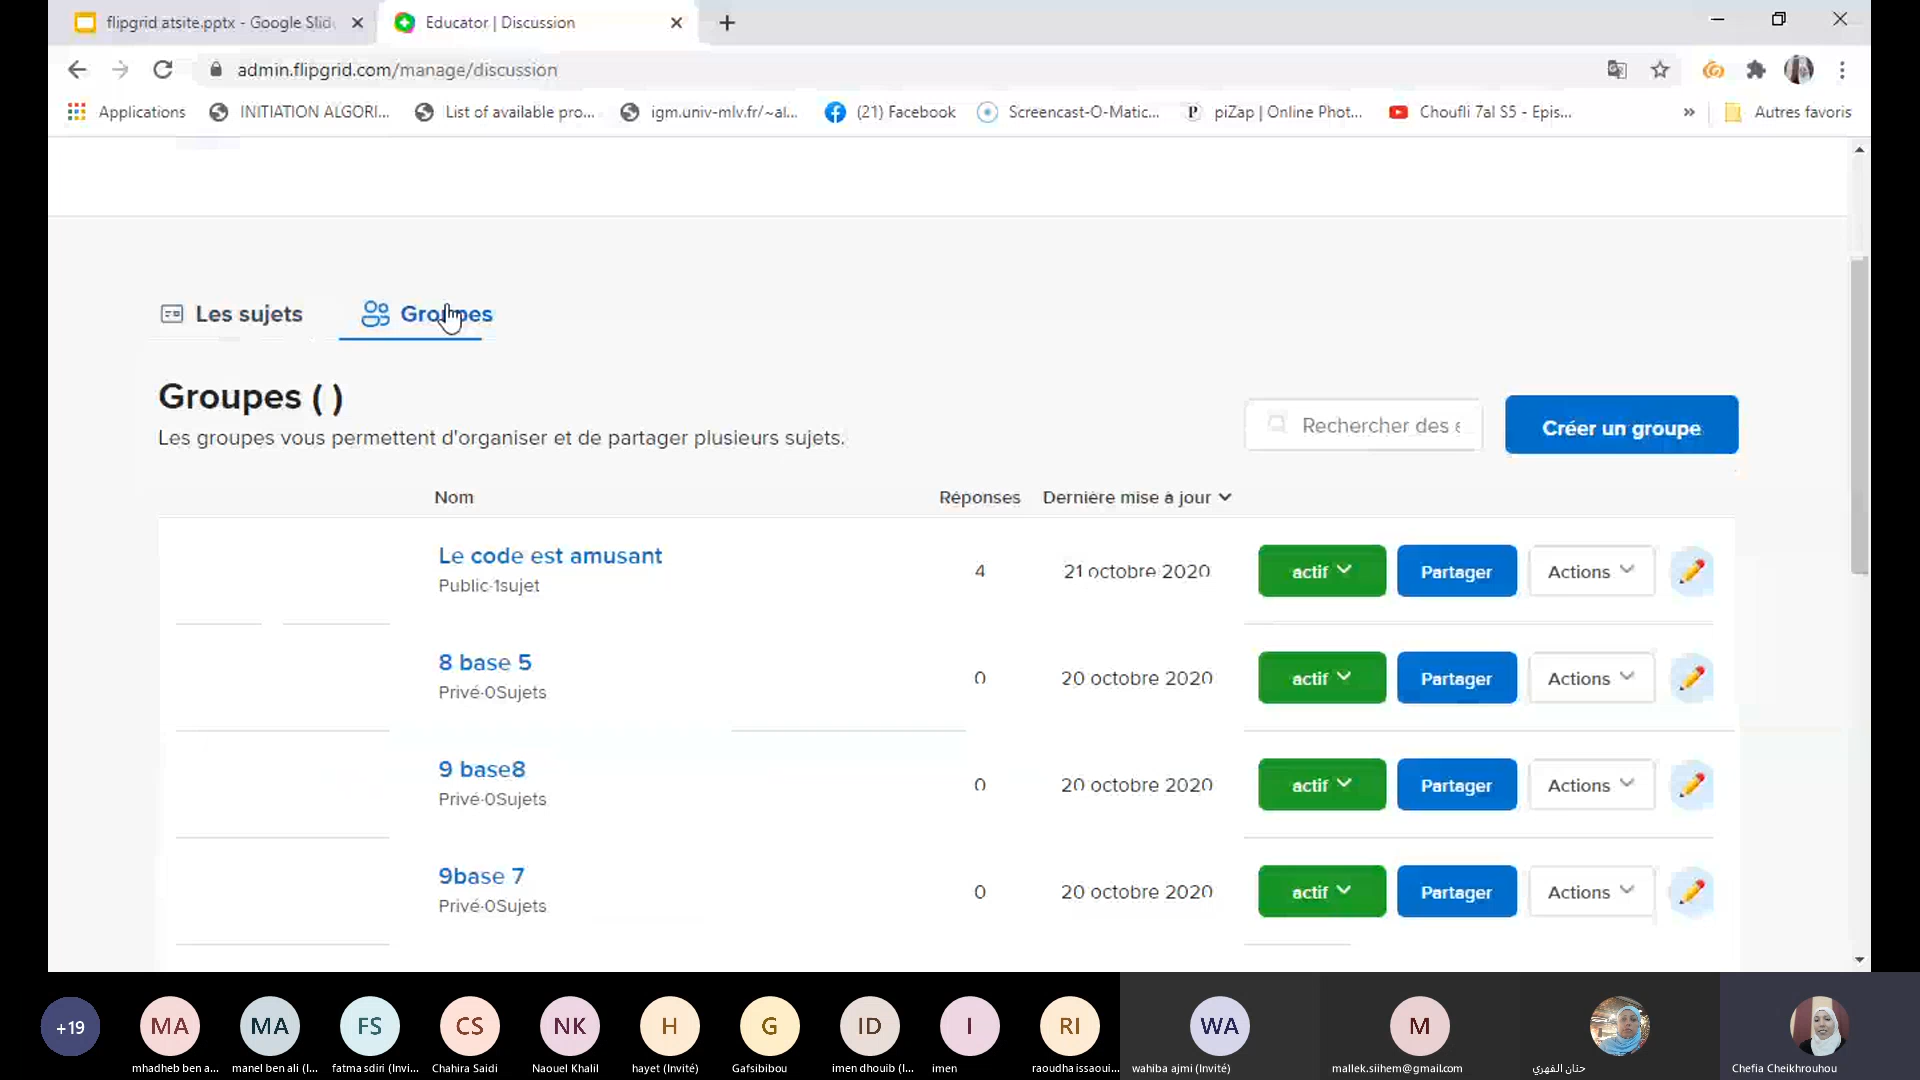 flipgrid atsite.pptx - Google Slid
Educator | Discussion
admin.flipgrid.com/manage/discussion
Applications
INITIATION ALGORI...
List of available pro...
igm.univ-mlv.fr/~al...
(21) Facebook
Screencast-O-Matic...
piZap | Online Phot...
Choufli 7al S5 - Epis...
»
Autres favoris
Les sujets
Groupes
Groupes ( )
Les groupes vous permettent d'organiser et de partager plusieurs sujets.
Rechercher des e
Créer un groupe
Nom
Réponses
Dernière mise à jour
Le code est amusant
Public·1sujet
4
21 octobre 2020
actif
Partager
Actions
8 base 5
Privé·0Sujets
0
20 octobre 2020
actif
Partager
Actions
9 base8
Privé·0Sujets
0
20 octobre 2020
actif
Partager
Actions
9base 7
Privé·0Sujets
0
20 octobre 2020
actif
Partager
Actions
+19
MA
mhadheb ben a...
MA
manel ben ali (I...
FS
fatma sdiri (Invi...
CS
Chahira Saidi
NK
Naouel Khalil
H
hayet (Invité)
G
Gafsibibou
ID
imen dhouib (I...
I
imen
RI
raoudha issaoui...
WA
wahiba ajmi (Invité)
M
mallek.siihem@gmail.com
حنان الفهري
Chefia Cheikhrouhou